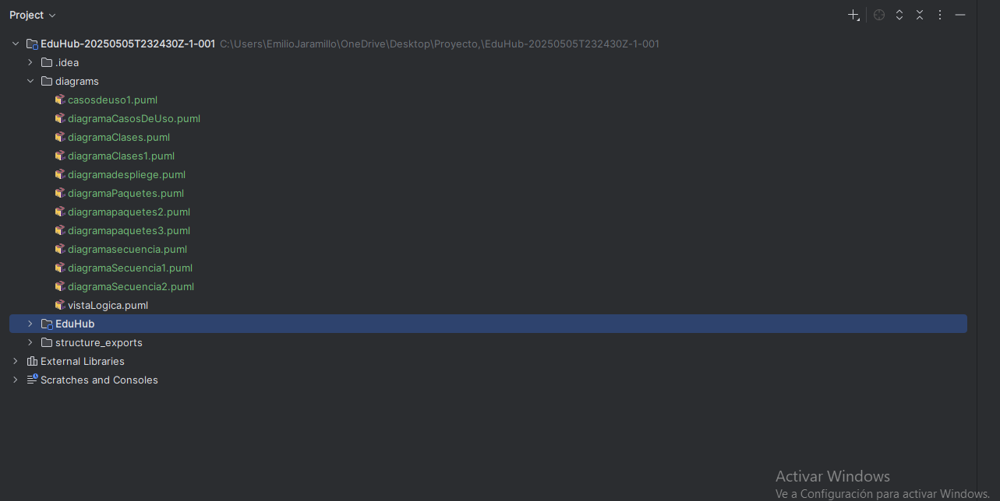 Project
EduHub-20250505T232430Z-1-001 C:\Users\EmilioJaramillo\OneDrive\Desktop\Proyecto,\EduHub-20250505T232430Z-1-001
.idea
diagrams
casosdeuso1.puml
diagramaCasosDeUso.puml
diagramaClases.puml
diagramaClases1.puml
diagramadespliege.puml
diagramaPaquetes.puml
diagramapaquetes2.puml
diagramapaquetes3.puml
diagramasecuencia.puml
diagramaSecuencia1.puml
diagramaSecuencia2.puml
vistaLogica.puml
EduHub
structure_exports
External Libraries
Scratches and Consoles
Activar Windows
Ve a Configuración para activar Windows.